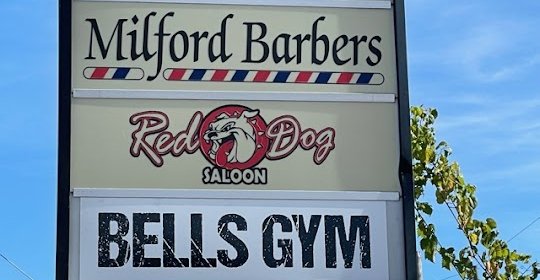 Milford Barbers
Red Dog
SALOON
BELLS GYM